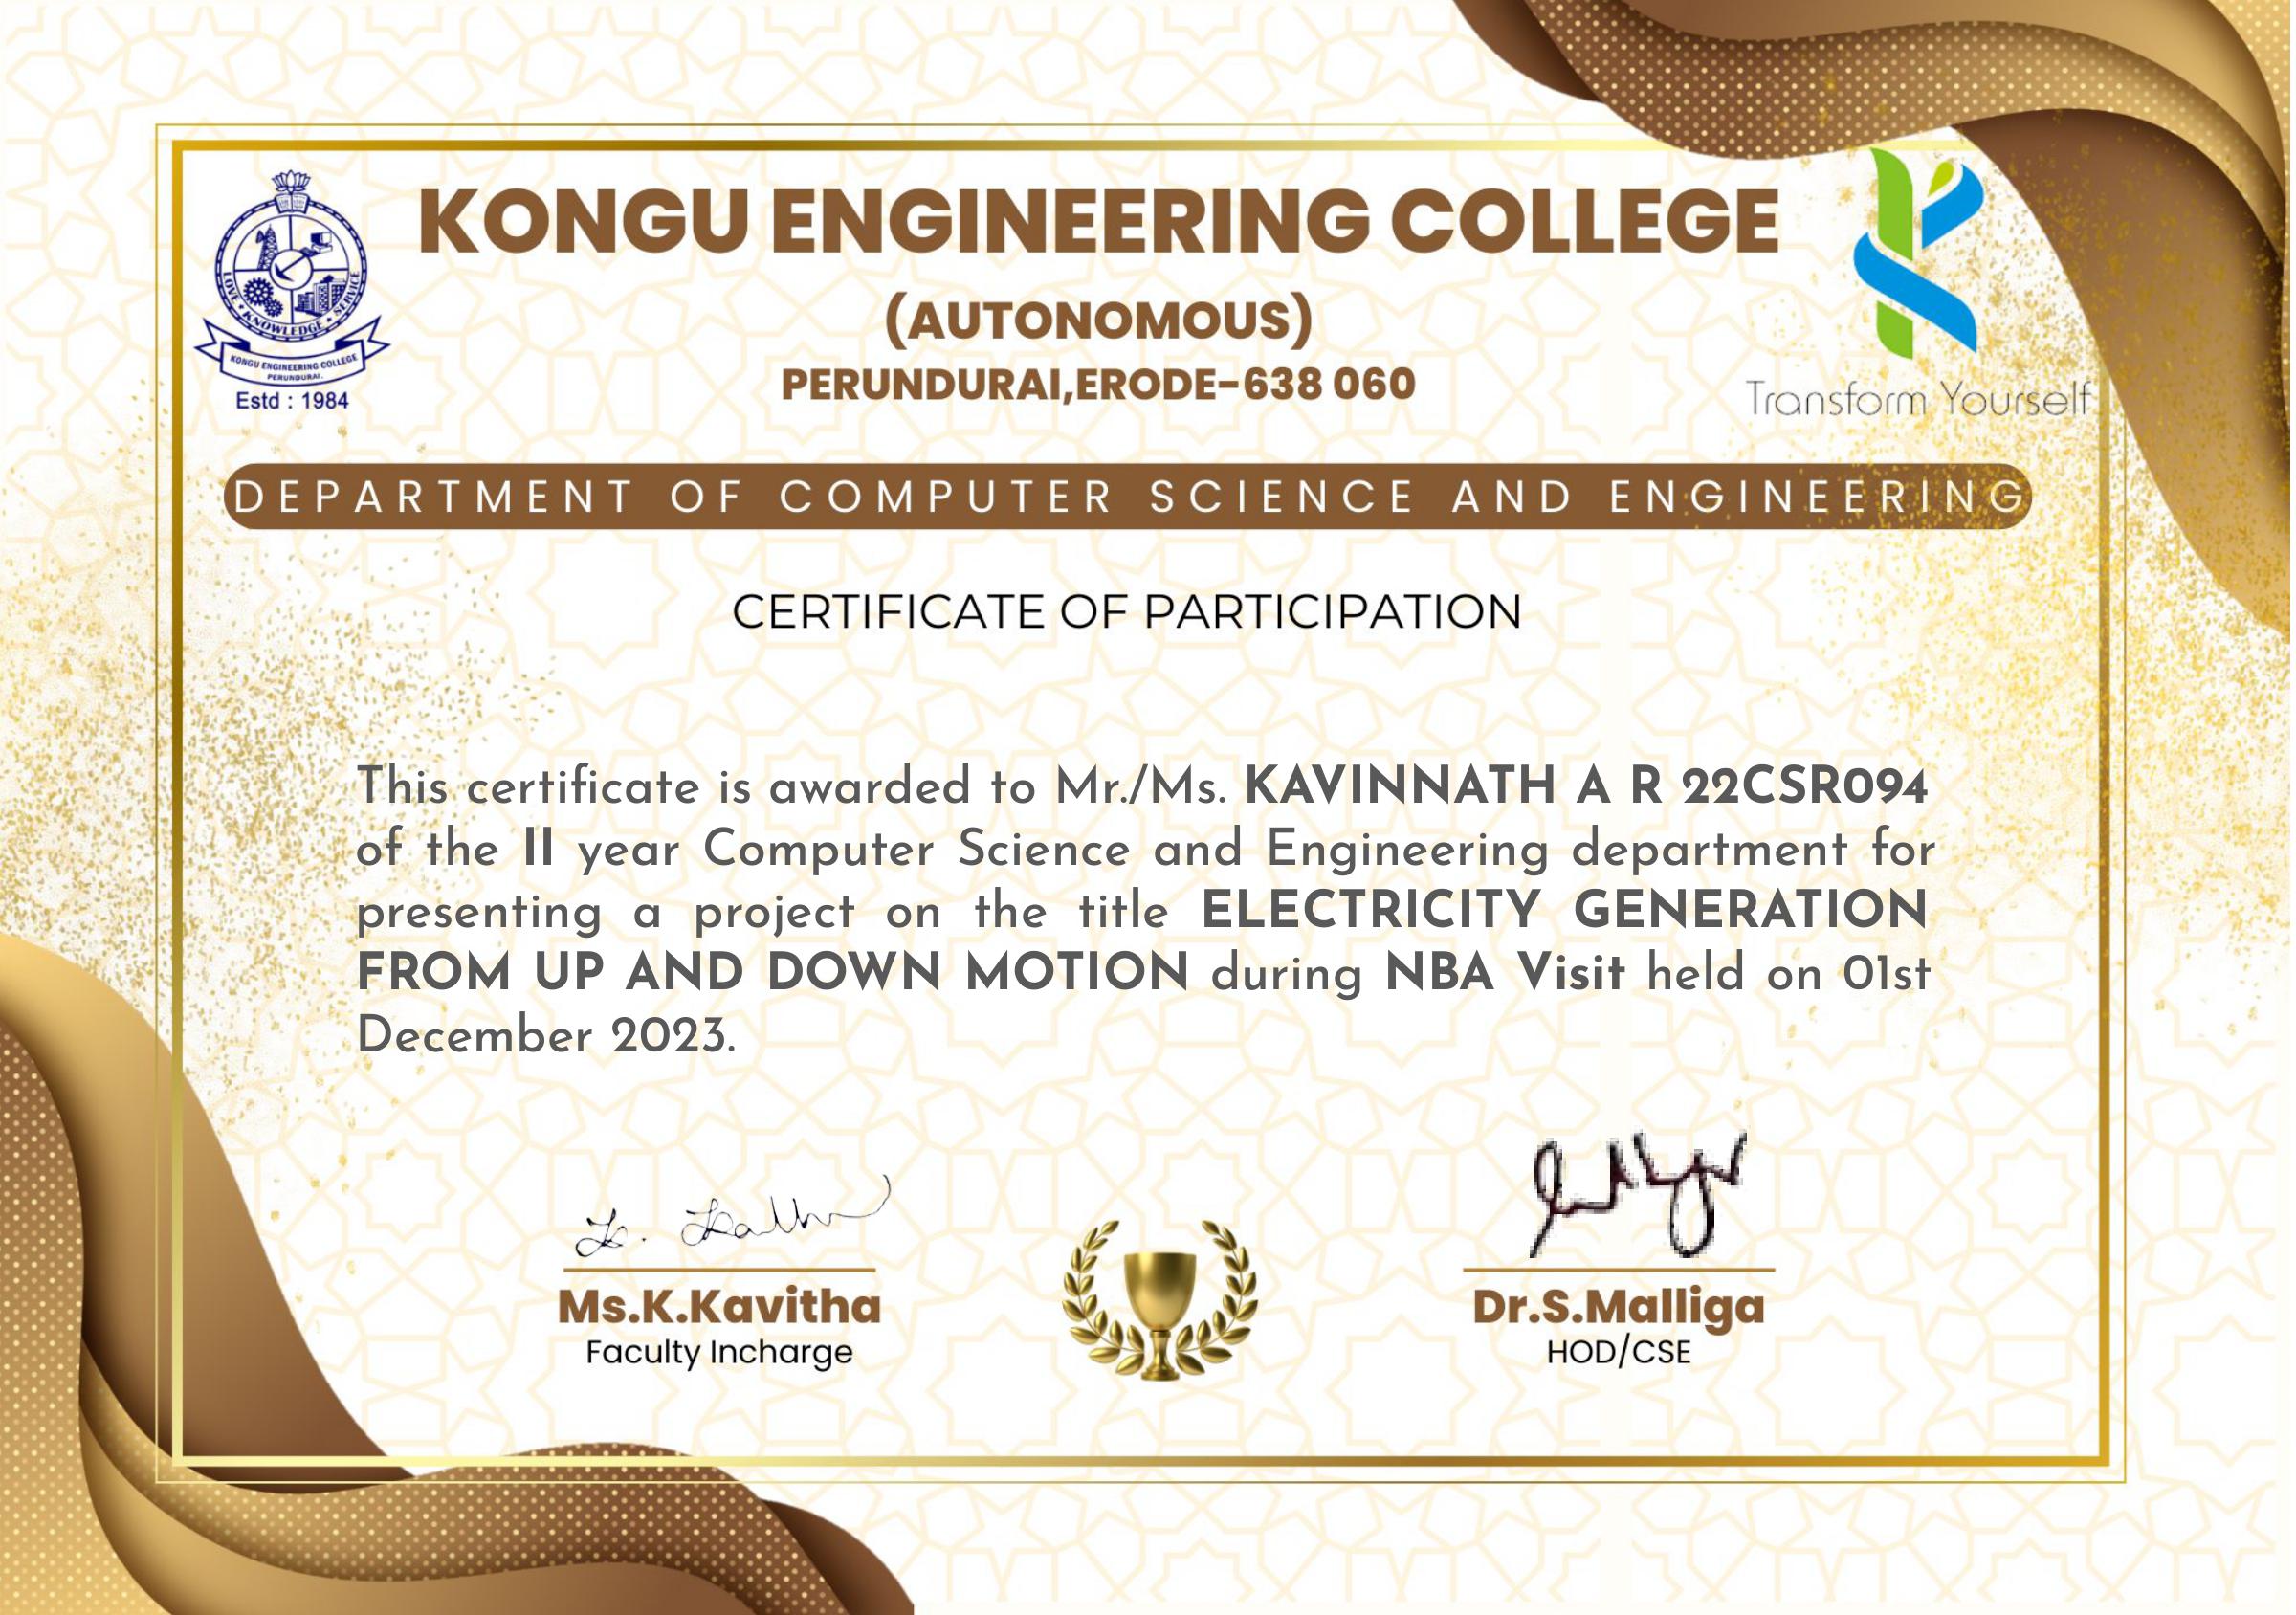 KONGU ENGINEERING COLLEGE
(AUTONOMOUS)
PERUNDURAI,ERODE-638 060
LOVE • KNOWLEDGE • SERVICE
KONGU ENGINEERING COLLEGE
PERUNDURAI.
Estd : 1984
Transform Yourself
DEPARTMENT OF COMPUTER SCIENCE AND ENGINEERING
CERTIFICATE OF PARTICIPATION
This certificate is awarded to Mr./Ms. KAVINNATH A R 22CSR094
of the II year Computer Science and Engineering department for
presenting a project on the title ELECTRICITY GENERATION
FROM UP AND DOWN MOTION during NBA Visit held on 01st
December 2023.
Ms.K.Kavitha
Faculty Incharge
Dr.S.Malliga
HOD/CSE